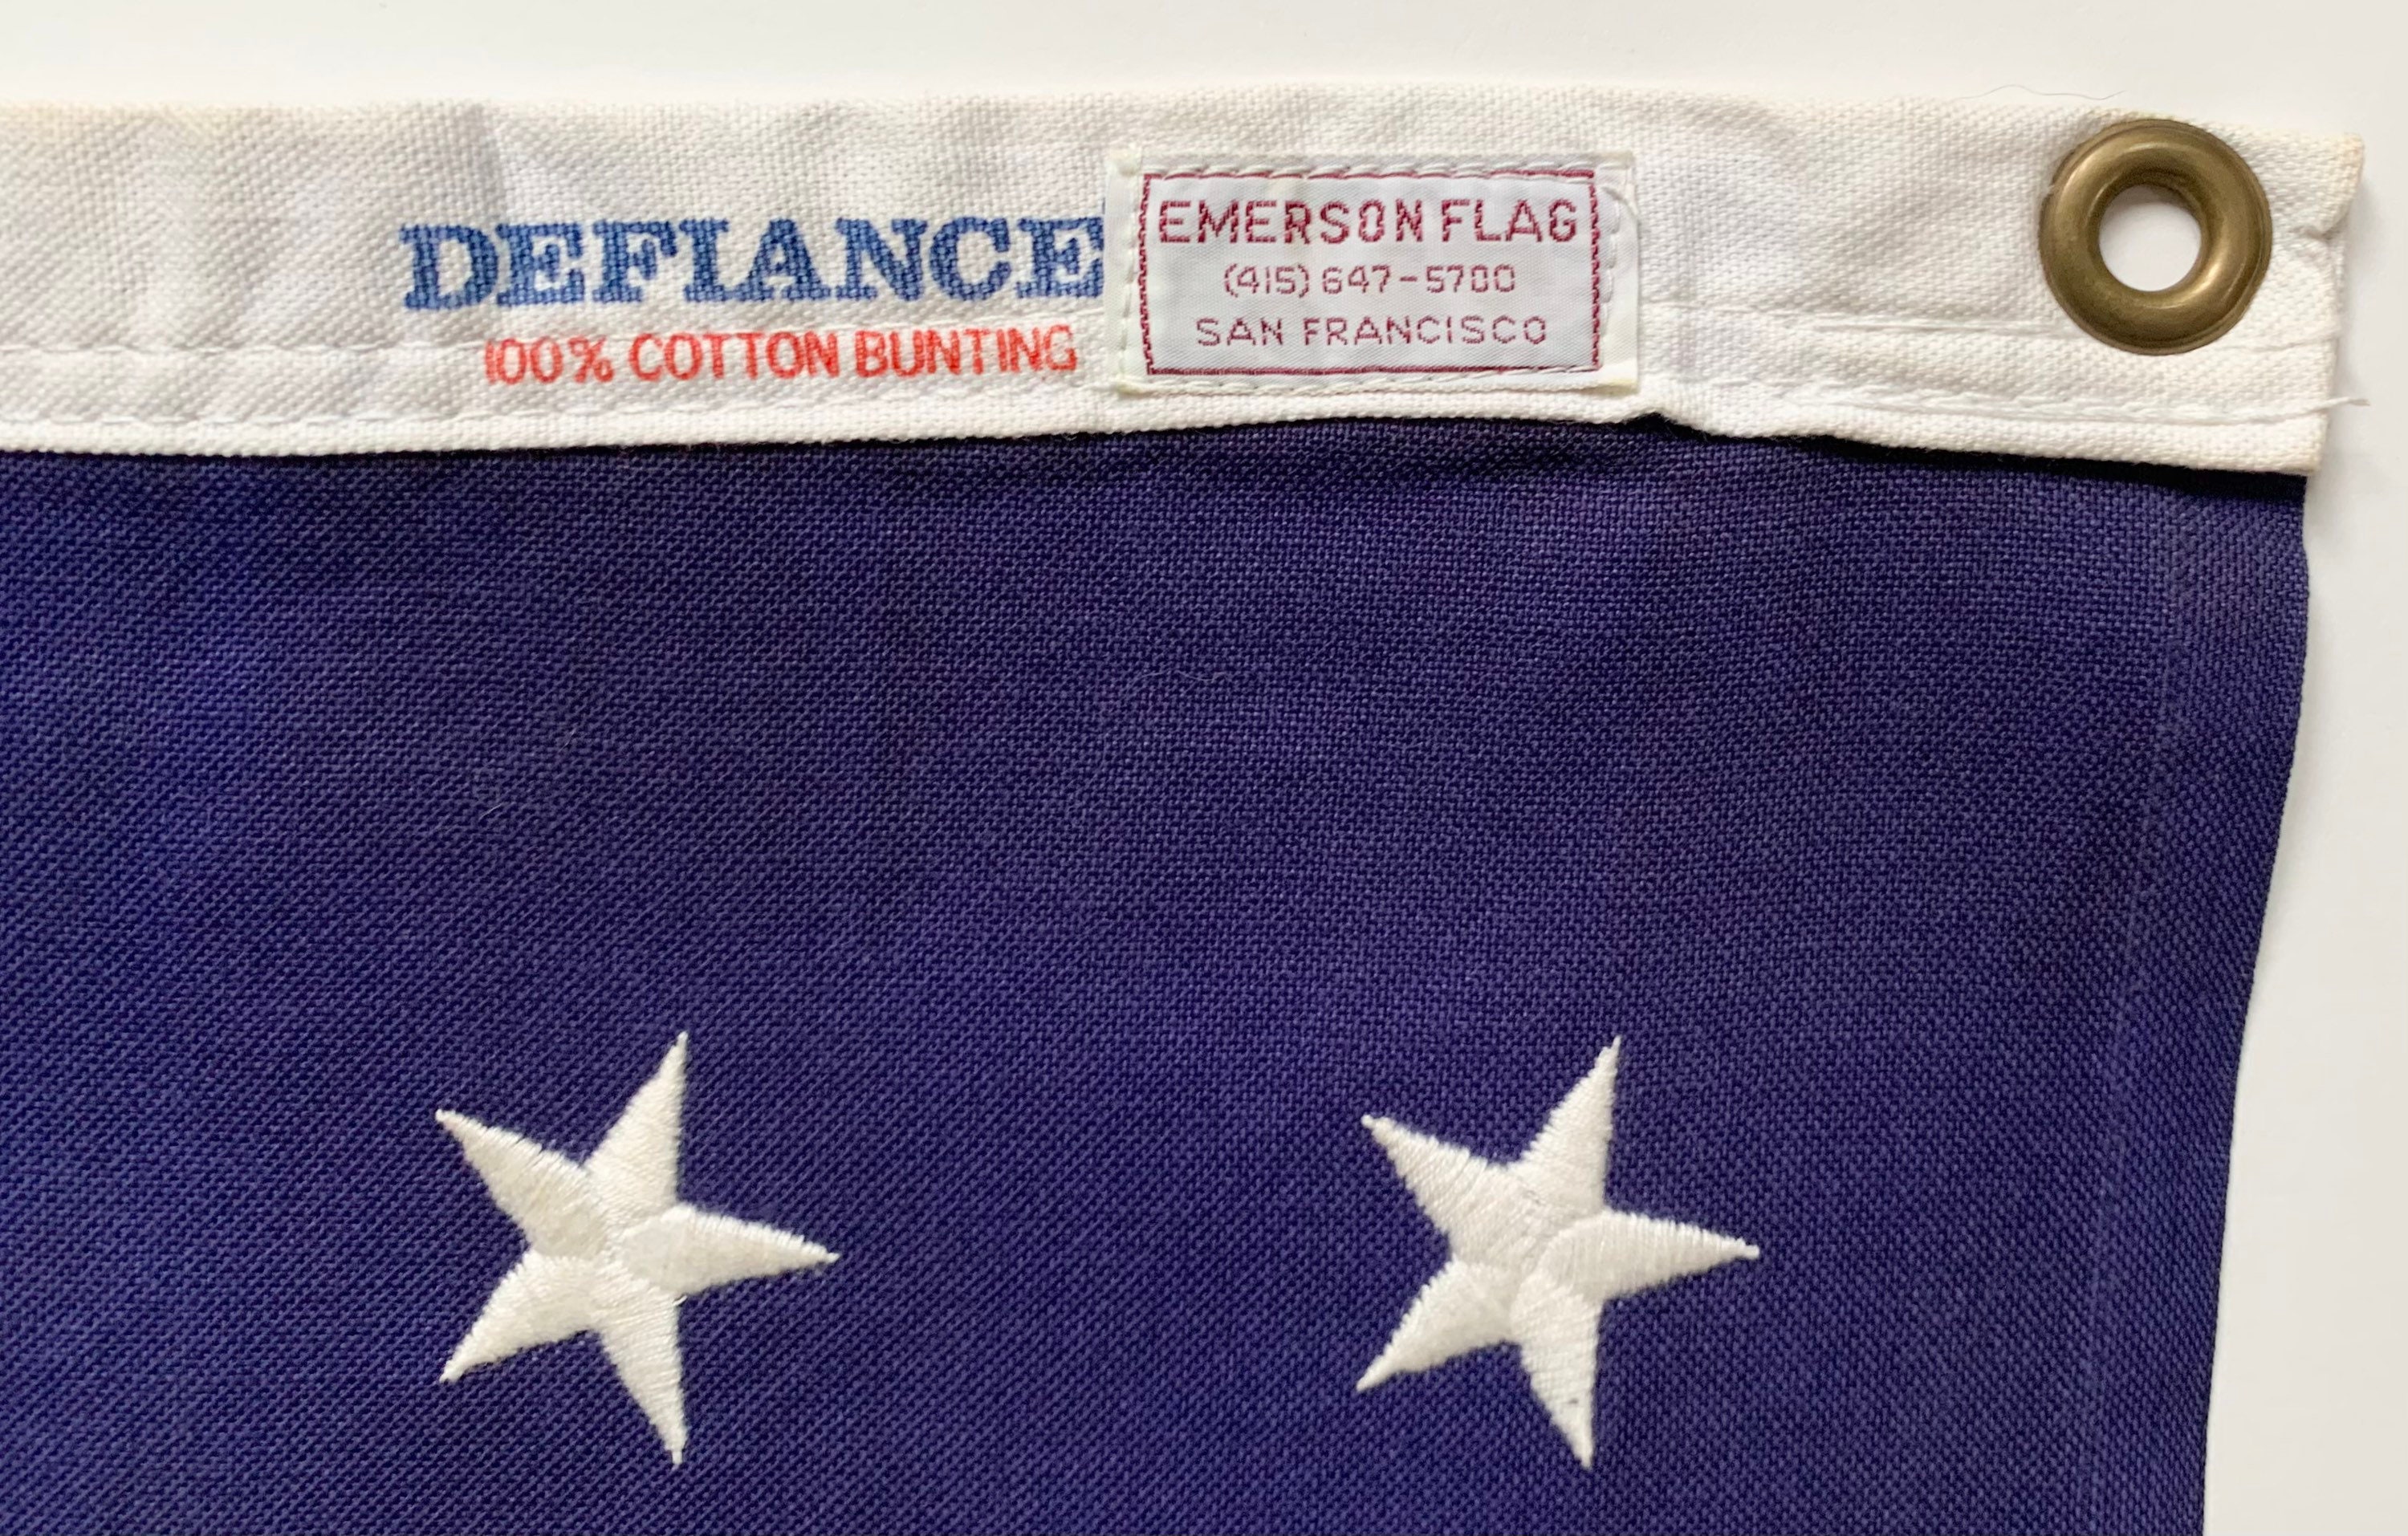 DEFIANCE
100% COTTON BUNTING
EMERSON FLAG
(415) 647-5700
SAN FRANCISCO